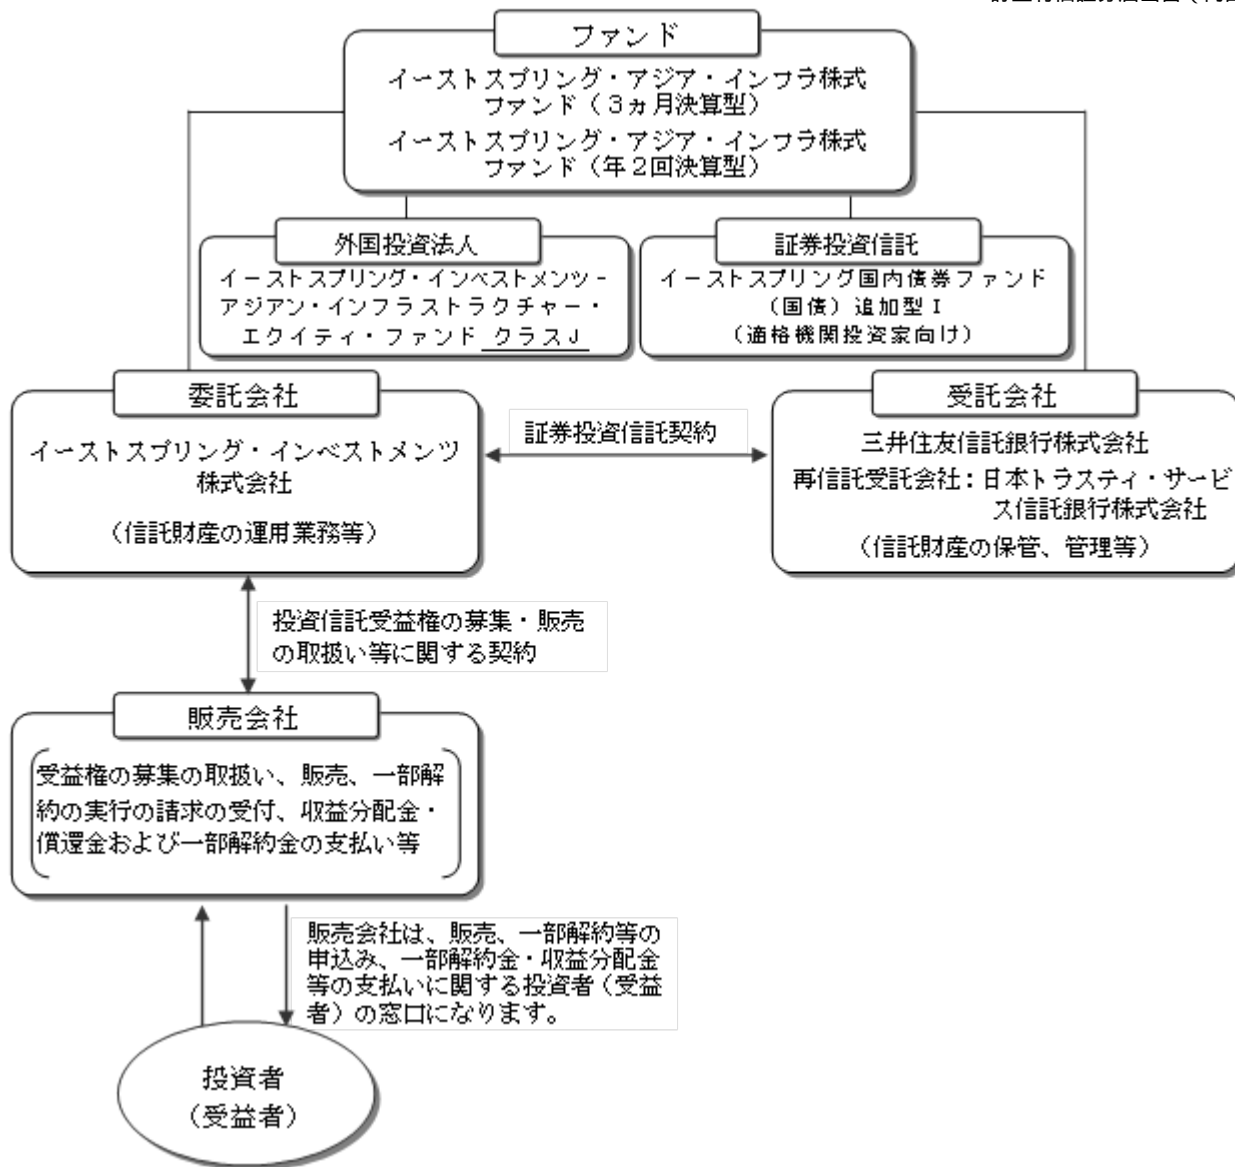 ファンド
イーストスプリング・アジア・インフラ株式
ファンド（３ヵ月決算型）
イーストスプリング・アジア・インフラ株式
ファンド（年２回決算型）
外国投資法人
イーストスプリング・インベストメンツ－
アジアン・インフラストラクチャー・
エクイティ・ファンド クラスＪ
証券投資信託
イーストスプリング国内債券ファンド
（国債）追加型Ⅰ
（適格機関投資家向け）
委託会社
イーストスプリング・インベストメンツ
株式会社
（信託財産の運用業務等）
証券投資信託契約
受託会社
三井住友信託銀行株式会社
再信託受託会社：日本トラスティ・サービ
ス信託銀行株式会社
（信託財産の保管、管理等）
投資信託受益権の募集・販売
の取扱い等に関する契約
販売会社
受益権の募集の取扱い、販売、一部解
約の実行の請求の受付、収益分配金・
償還金および一部解約金の支払い等
販売会社は、販売、一部解約等の
申込み、一部解約金・収益分配金
等の支払いに関する投資者（受益
者）の窓口になります。
投資者
（受益者）